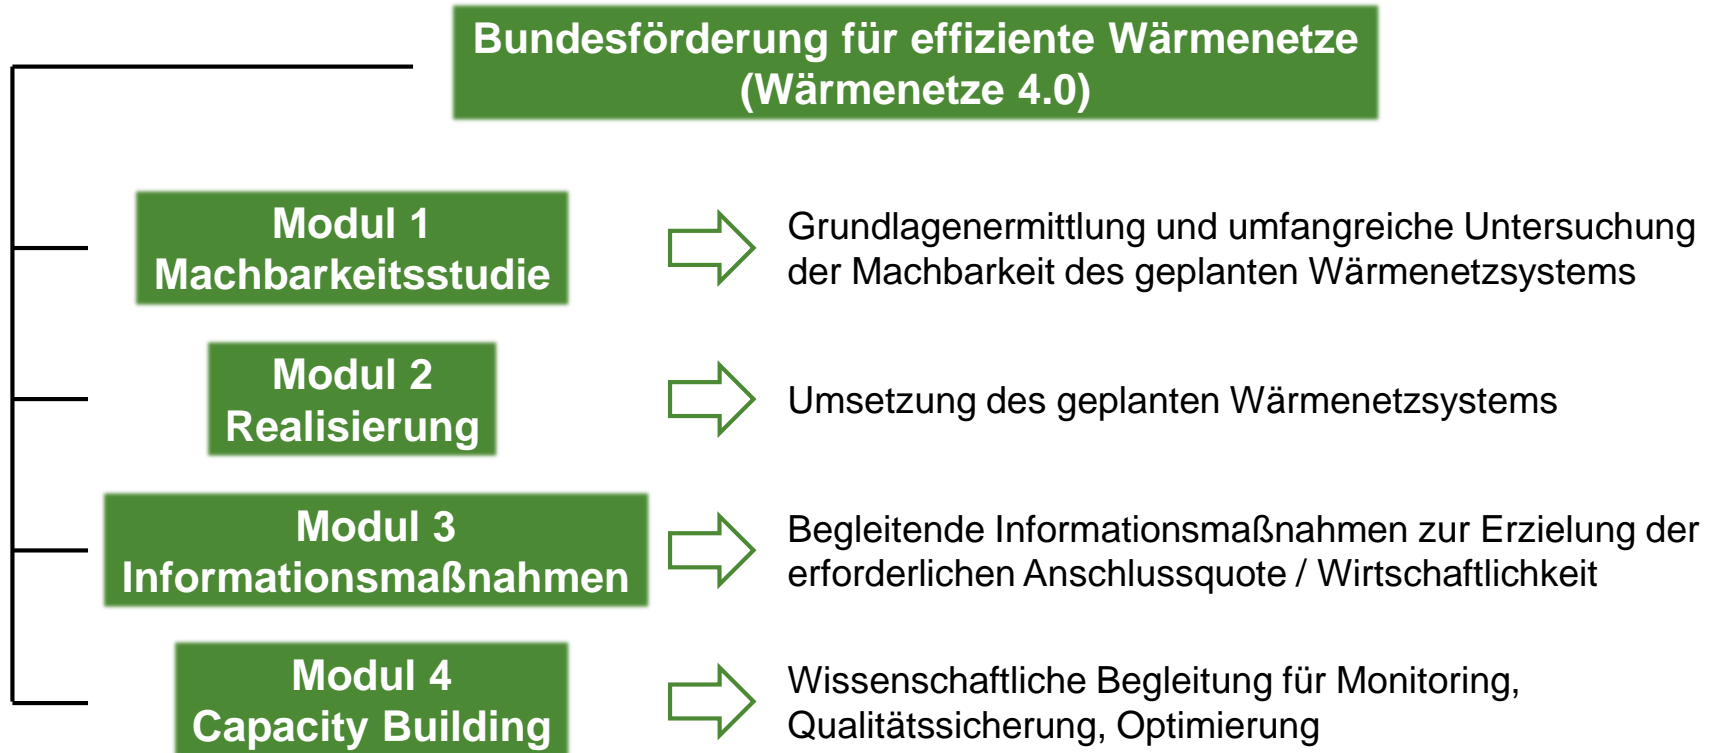 Bundesförderung für effiziente Wärmenetze
(Wärmenetze 4.0)
Modul 1
Machbarkeitsstudie
Grundlagenermittlung und umfangreiche Untersuchung
der Machbarkeit des geplanten Wärmenetzsystems
Modul 2
Realisierung
Umsetzung des geplanten Wärmenetzsystems
Modul 3
Informationsmaßnahmen
Begleitende Informationsmaßnahmen zur Erzielung der
erforderlichen Anschlussquote / Wirtschaftlichkeit
Modul 4
Capacity Building
Wissenschaftliche Begleitung für Monitoring,
Qualitätssicherung, Optimierung